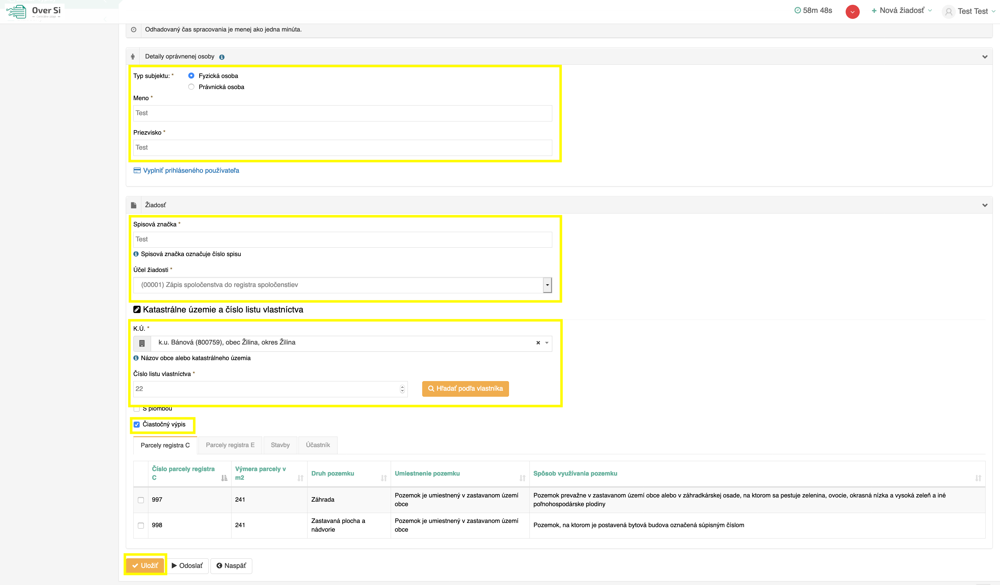 Over Si
Centrálne údaje
58m 48s
Nová žiadosť
Test Test
Odhadovaný čas spracovania je menej ako jedna minúta.
Detaily oprávnenej osoby
Typ subjektu: *
Fyzická osoba
Právnická osoba
Meno *
Test
Priezvisko *
Test
Vyplniť prihláseného používateľa
Žiadosť
Spisová značka *
Test
Spisová značka označuje číslo spisu
Účel žiadosti *
(00001) Zápis spoločenstva do registra spoločenstiev
Katastrálne územie a číslo listu vlastníctva
K.Ú. *
k.u. Bánová (800759), obec Žilina, okres Žilina
Názov obce alebo katastrálneho územia
Číslo listu vlastníctva *
22
Hľadať podľa vlastníka
S plombou
Čiastočný výpis
Parcely registra C
Parcely registra E
Stavby
Účastník
Číslo parcely registra
C
Výmera parcely v
m2
Druh pozemku
Umiestnenie pozemku
Spôsob využívania pozemku
997
241
Záhrada
Pozemok je umiestnený v zastavanom území
obce
Pozemok prevažne v zastavanom území obce alebo v záhradkárskej osade, na ktorom sa pestuje zelenina, ovocie, okrasná nízka a vysoká zeleň a iné
poľnohospodárske plodiny
998
241
Zastavaná plocha a
nádvorie
Pozemok je umiestnený v zastavanom území
obce
Pozemok, na ktorom je postavená bytová budova označená súpisným číslom
Uložiť
Odoslať
Naspäť